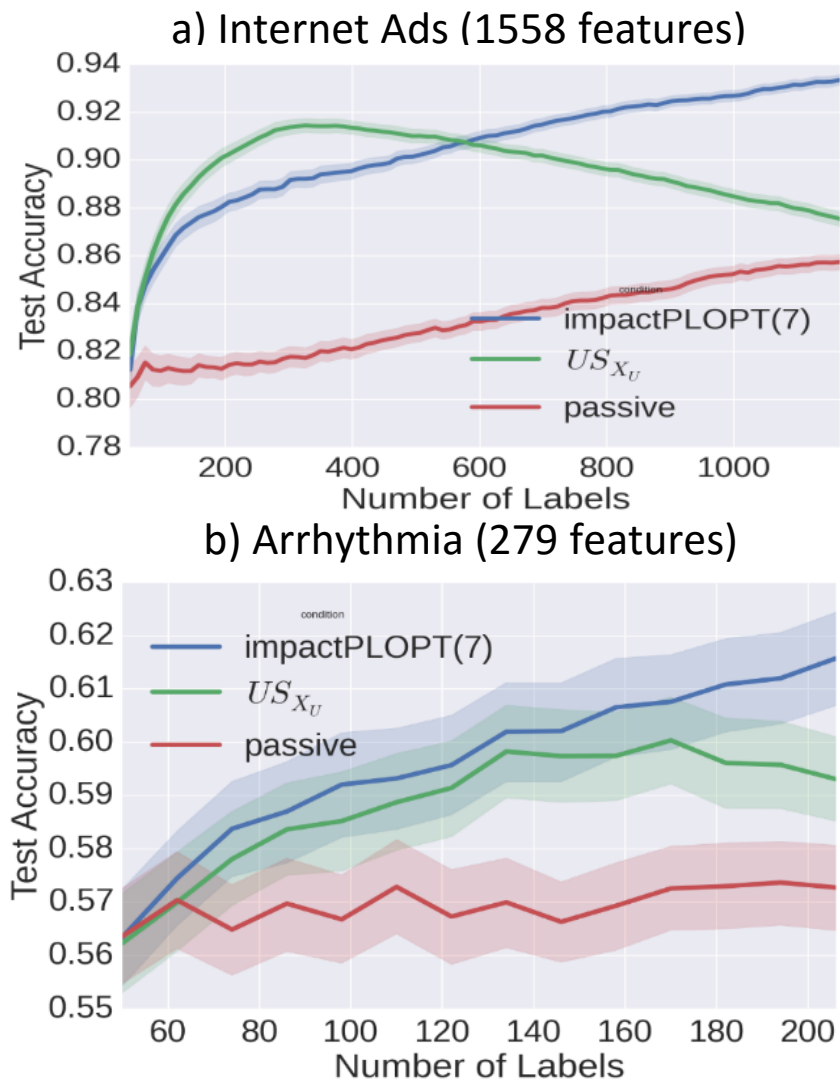 a) Internet Ads (1558 features)
0.94
0.92
0.90
0.88
0.86
0.84
0.82
0.80
0.78
Test Accuracy
condition
impactPLOPT(7)
US_{X_U}
passive
200 400 600 800 1000
Number of Labels
b) Arrhythmia (279 features)
0.63
0.62
0.61
0.60
0.59
0.58
0.57
0.56
0.55
Test Accuracy
condition
impactPLOPT(7)
US_{X_U}
passive
60 80 100 120 140 160 180 200
Number of Labels